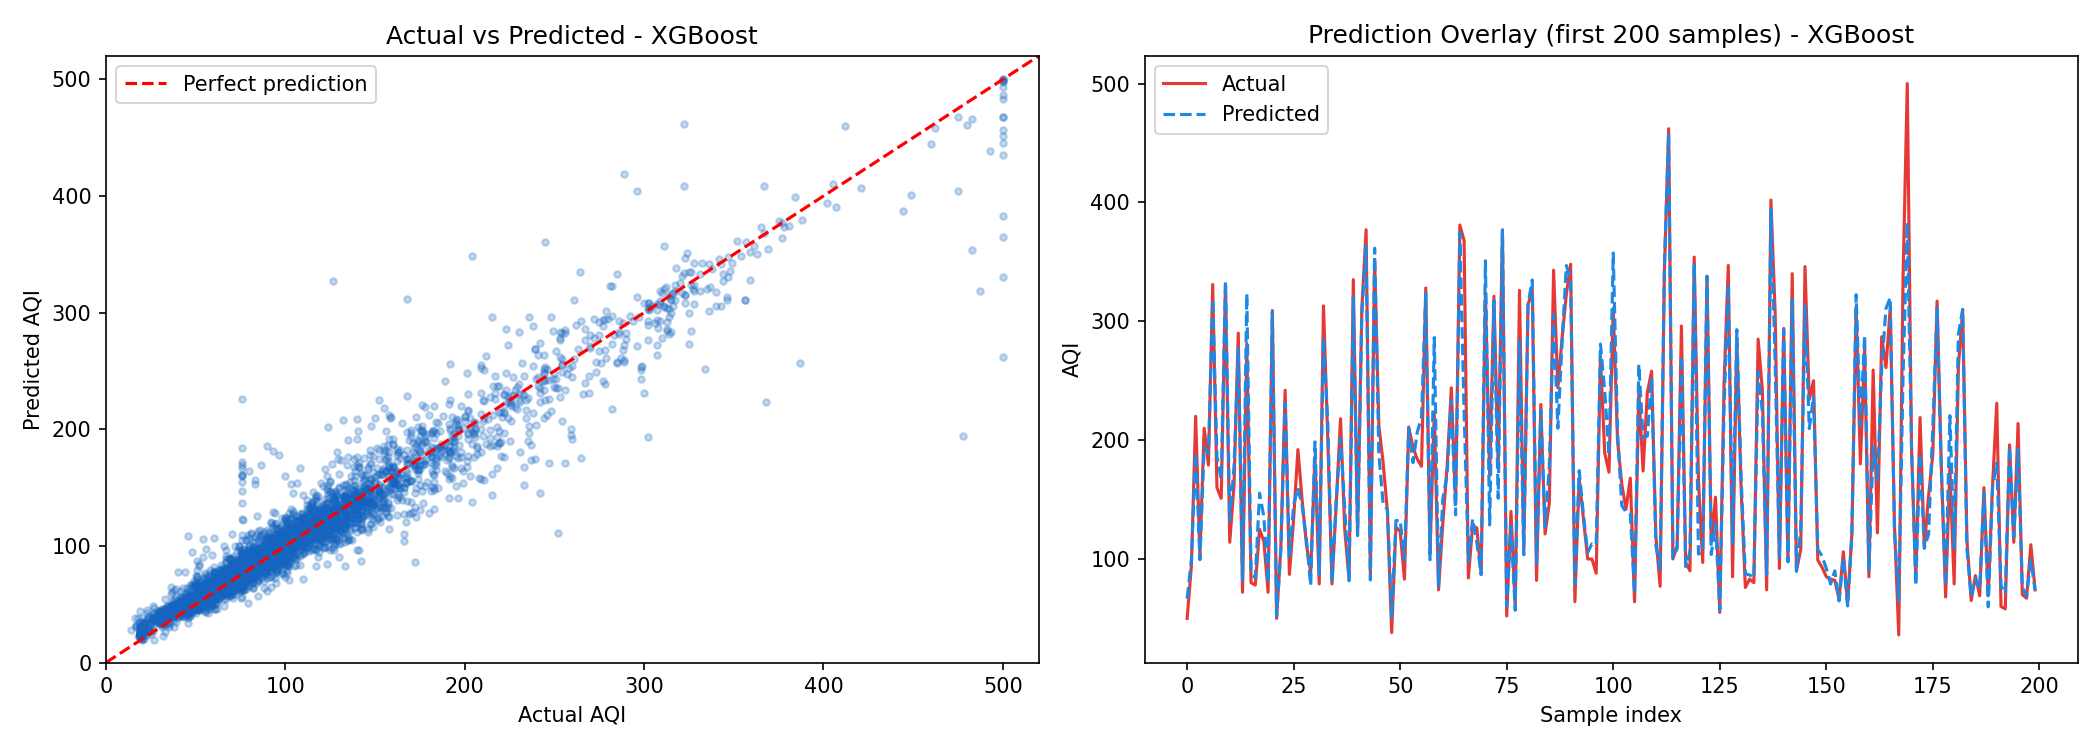 Actual vs Predicted - XGBoost
Perfect prediction
500
400
300
200
100
0
Predicted AQI
0 100 200 300 400 500
Actual AQI
Prediction Overlay (first 200 samples) - XGBoost
Actual
Predicted
500
400
300
200
100
AQI
0 25 50 75 100 125 150 175 200
Sample index